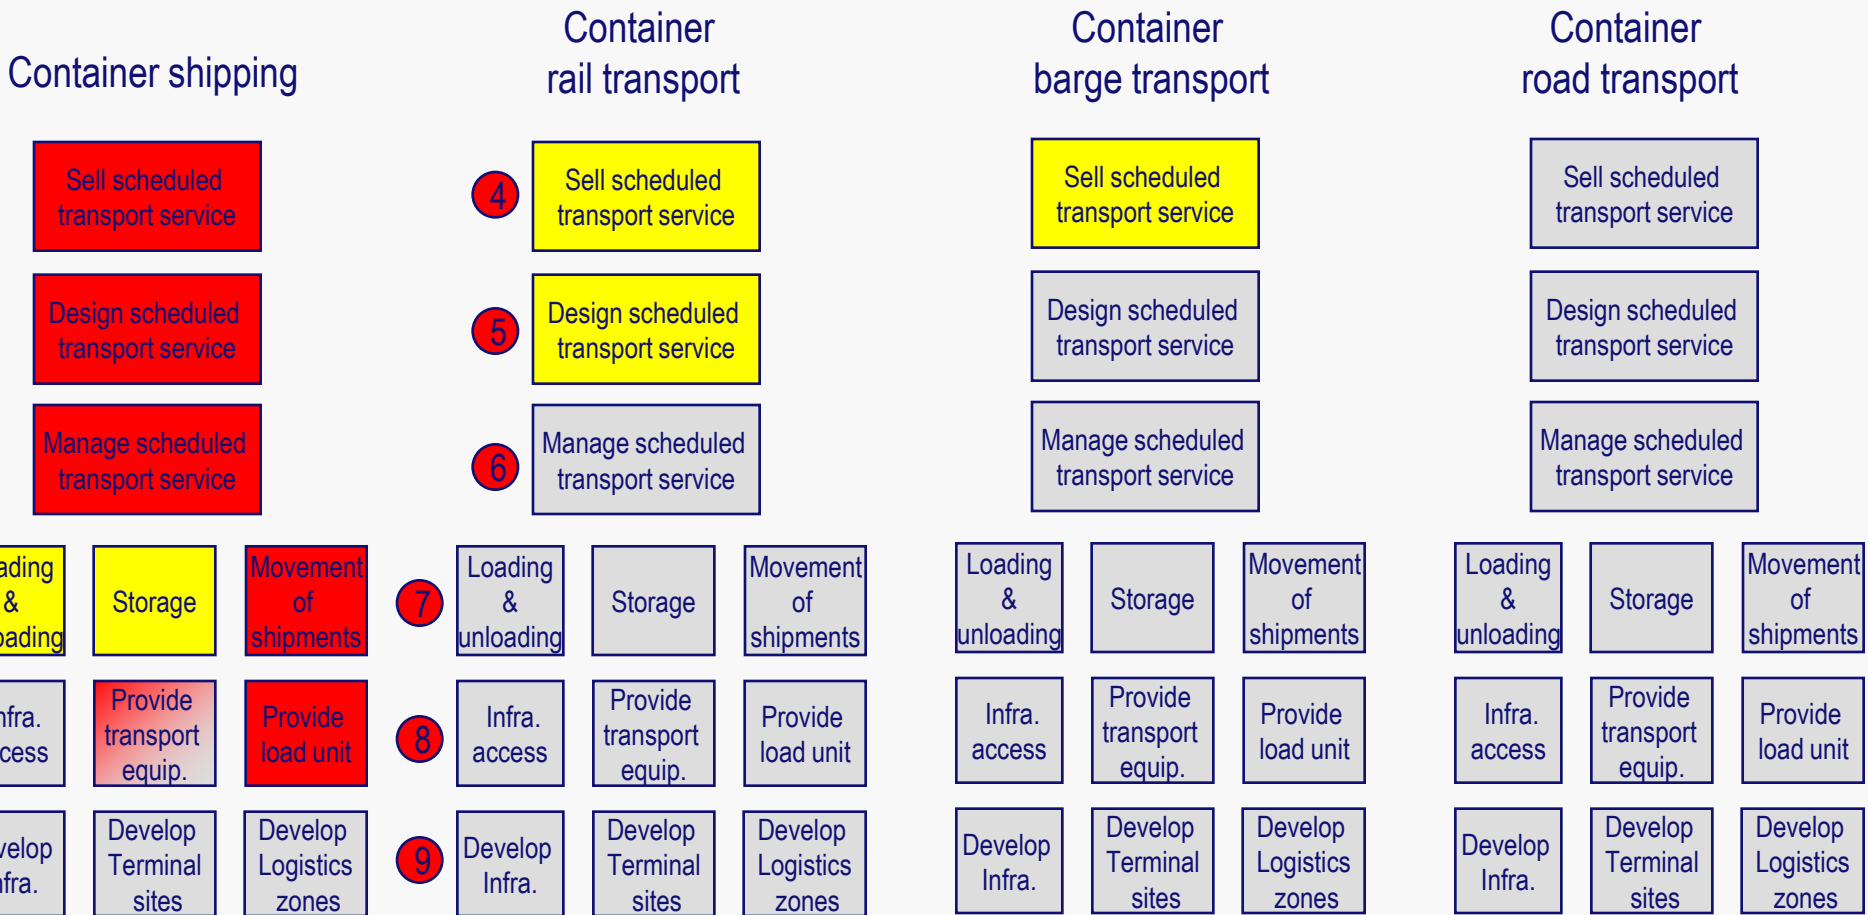 Container shipping
Container
rail transport
Container
barge transport
Container
road transport
Sell scheduled
transport service
4
Sell scheduled
transport service
Sell scheduled
transport service
Sell scheduled
transport service
Design scheduled
transport service
5
Design scheduled
transport service
Design scheduled
transport service
Design scheduled
transport service
Manage scheduled
transport service
6
Manage scheduled
transport service
Manage scheduled
transport service
Manage scheduled
transport service
&
Storage
Movement
of
shipments
7
Loading
&
unloading
Storage
Movement
of
shipments
Loading
&
unloading
Storage
Movement
of
shipments
Loading
&
unloading
Storage
Movement
of
shipments
Provide
transport
equip.
Provide
load unit
8
Infra.
access
Provide
transport
equip.
Provide
load unit
Infra.
access
Provide
transport
equip.
Provide
load unit
Infra.
access
Provide
transport
equip.
Provide
load unit
Develop
Terminal
sites
Develop
Logistics
zones
9
Develop
Infra.
Develop
Terminal
sites
Develop
Logistics
zones
Develop
Infra.
Develop
Terminal
sites
Develop
Logistics
zones
Develop
Infra.
Develop
Terminal
sites
Develop
Logistics
zones